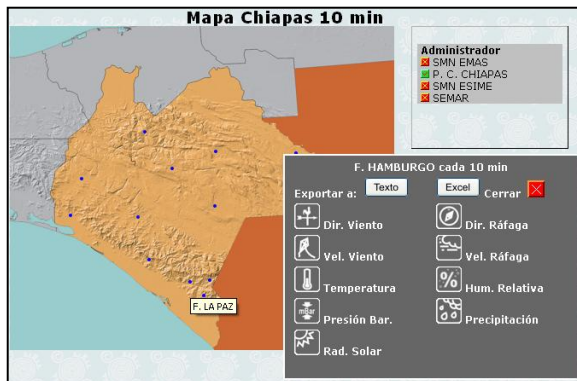 Mapa Chiapas 10 min
Administrador
SMN EMAS
P. C. CHIAPAS
SMN ESIME
SEMAR
F. HAMBURGO cada 10 min
Exportar a: Texto Excel Cerrar
Dir. Viento Dir. Ráfaga
Vel. Viento Vel. Ráfaga
Temperatura Hum. Relativa
% 
mBar
Presión Bar. Precipitación
Rad. Solar
F. LA PAZ